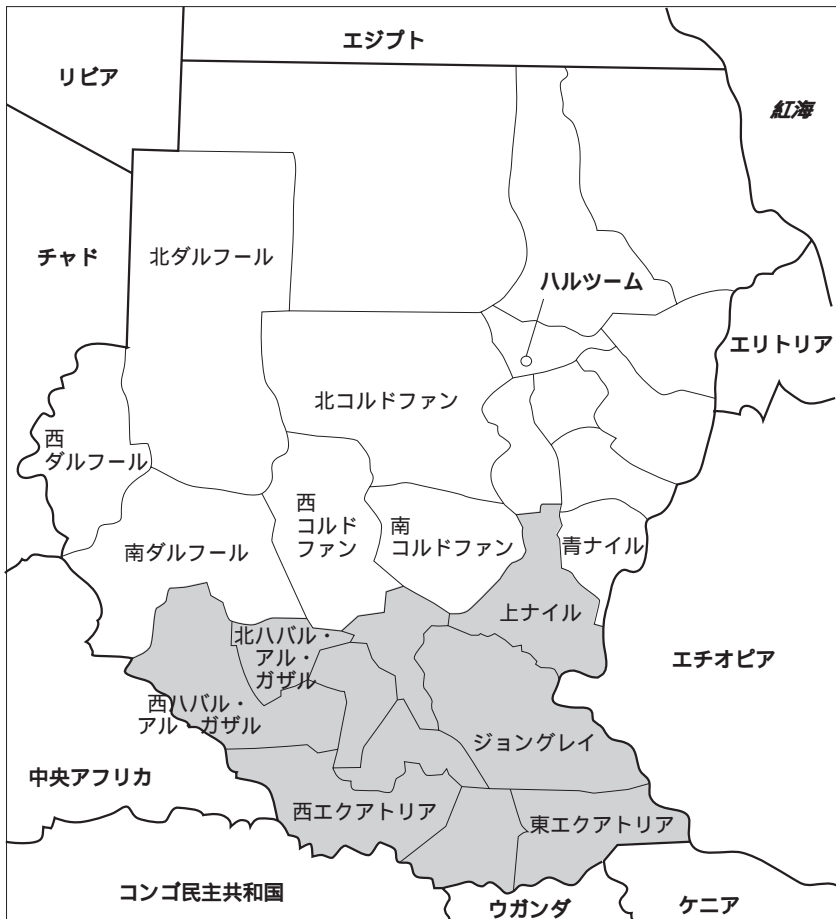 エジプト
リビア
紅海
チャド
北ダルフール
ハルツーム
エリトリア
北コルドファン
西
ダルフール
西
コルドファン
南
コルドファン
南ダルフール
青ナイル
上ナイル
北ハバル・
アル・
ガザル
エチオピア
西ハバル・
アル・ガザル
ジョングレイ
中央アフリカ
西エクアトリア
東エクアトリア
コンゴ民主共和国
ウガンダ
ケニア